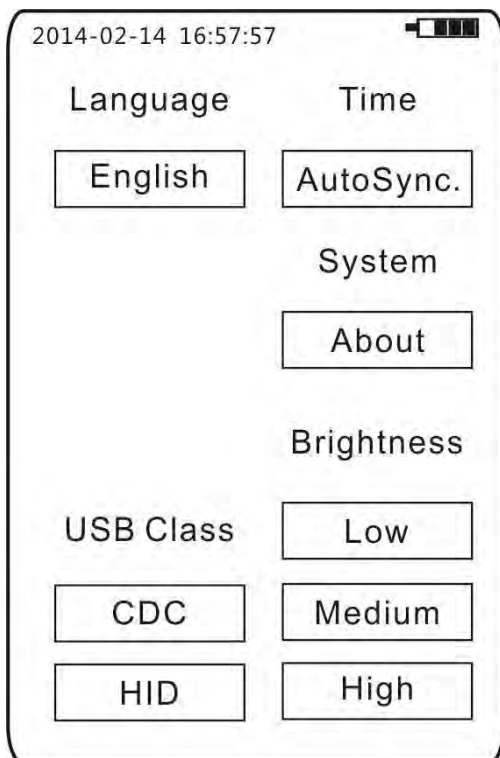 2014-02-14 16:57:57
Language
Time
English
AutoSync.
System
About
Brightness
USB Class
Low
CDC
Medium
HID
High